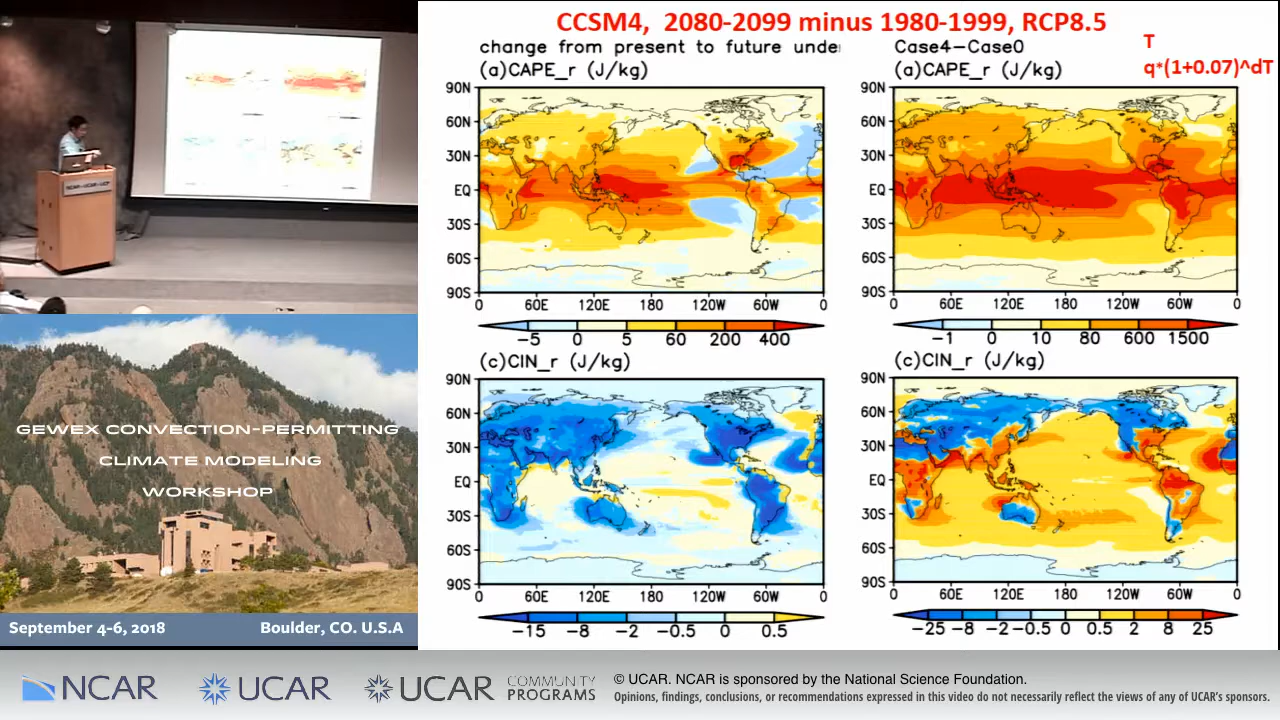 CCSM4, 2080-2099 minus 1980-1999, RCP8.5
T
q*(1+0.07)^dT
change from present to future unde
(a)CAPE_r (J/kg)
90N
60N
30N
EQ
30S
60S
90S
0 60E 120E 180 120W 60W 0
-5 0 5 60 200 400
Case4-Case0
(a)CAPE_r (J/kg)
90N
60N
30N
EQ
30S
60S
90S
0 60E 120E 180 120W 60W 0
-1 0 10 80 600 1500
(c)CIN_r (J/kg)
90N
60N
30N
EQ
30S
60S
90S
0 60E 120E 180 120W 60W 0
-15 -8 -2 -0.5 0 0.5
(c)CIN_r (J/kg)
90N
60N
30N
EQ
30S
60S
90S
0 60E 120E 180 120W 60W 0
-25 -8 -2 -0.5 0 0.5 2 8 25
NCAR•UCAR•UCP
GEWEX CONVECTION-PERMITTING
CLIMATE MODELING
WORKSHOP
September 4-6, 2018
Boulder, CO. U.S.A
NCAR
UCAR
UCAR
COMMUNITY
PROGRAMS
© UCAR. NCAR is sponsored by the National Science Foundation.
Opinions, findings, conclusions, or recommendations expressed in this video do not necessarily reflect the views of any of UCAR's sponsors.